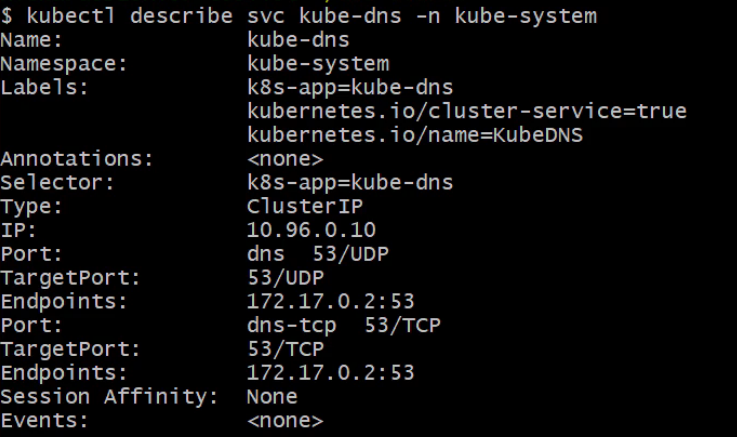 $ kubectl describe svc kube-dns -n kube-system
Name:              kube-dns
Namespace:         kube-system
Labels:            k8s-app=kube-dns
                   kubernetes.io/cluster-service=true
                   kubernetes.io/name=KubeDNS
Annotations:       <none>
Selector:          k8s-app=kube-dns
Type:              ClusterIP
IP:                10.96.0.10
Port:              dns  53/UDP
TargetPort:        53/UDP
Endpoints:         172.17.0.2:53
Port:              dns-tcp  53/TCP
TargetPort:        53/TCP
Endpoints:         172.17.0.2:53
Session Affinity:  None
Events:            <none>